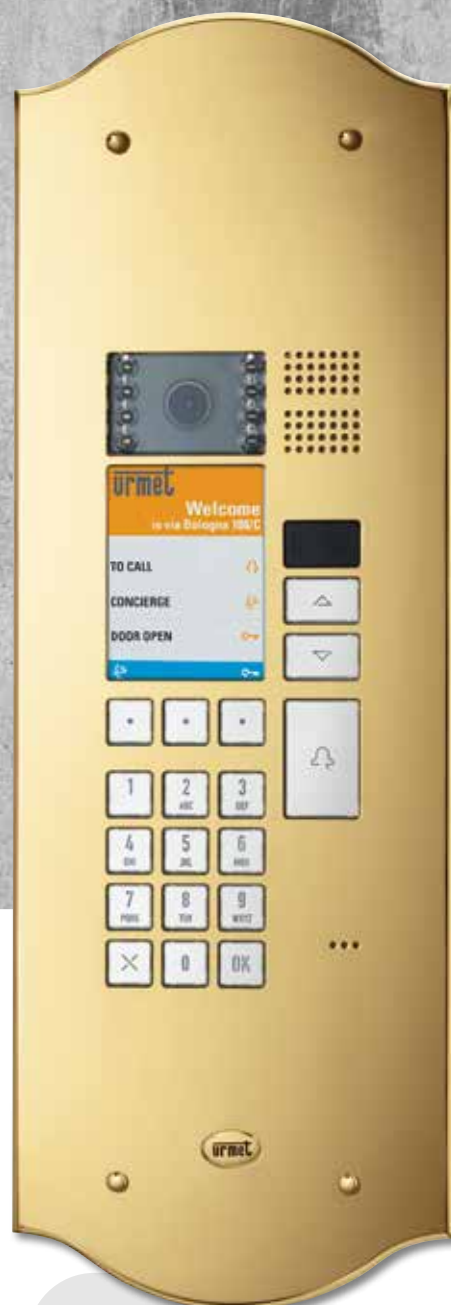 urmet
Welcome
in via Bologna 188/C
TO CALL
CONCIERGE
DOOR OPEN
1
2
ABC
3
DEF
4
GHI
5
JKL
6
MNO
7
PQRS
8
TUV
9
WXYZ
0
OK
urmet